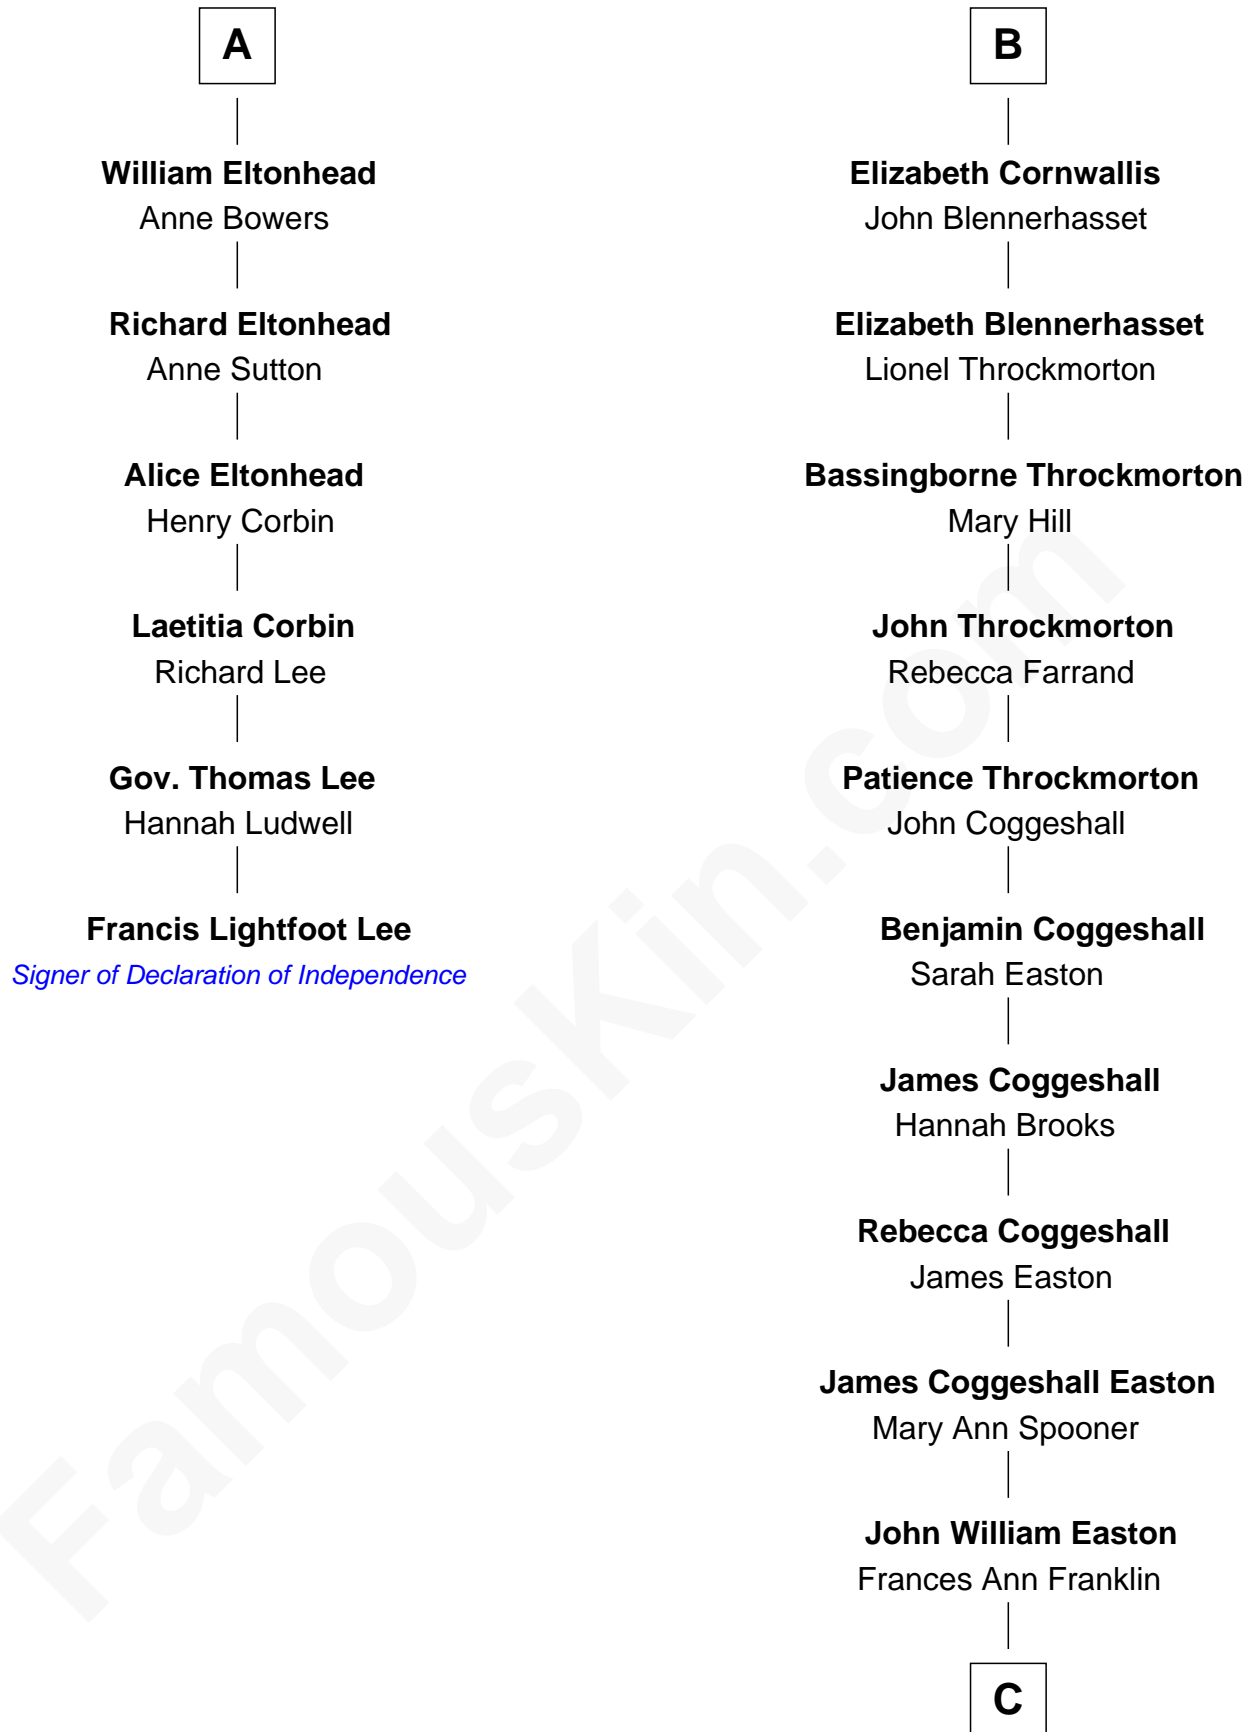 A
William Eltonhead
Anne Bowers
Richard Eltonhead
Anne Sutton
Alice Eltonhead
Henry Corbin
Laetitia Corbin
Richard Lee
Gov. Thomas Lee
Hannah Ludwell
Francis Lightfoot Lee
Signer of Declaration of Independence
B
Elizabeth Cornwallis
John Blennerhasset
Elizabeth Blennerhasset
Lionel Throckmorton
Bassingborne Throckmorton
Mary Hill
John Throckmorton
Rebecca Farrand
Patience Throckmorton
John Coggeshall
Benjamin Coggeshall
Sarah Easton
James Coggeshall
Hannah Brooks
Rebecca Coggeshall
James Easton
James Coggeshall Easton
Mary Ann Spooner
John William Easton
Frances Ann Franklin
C
FamousKin.com